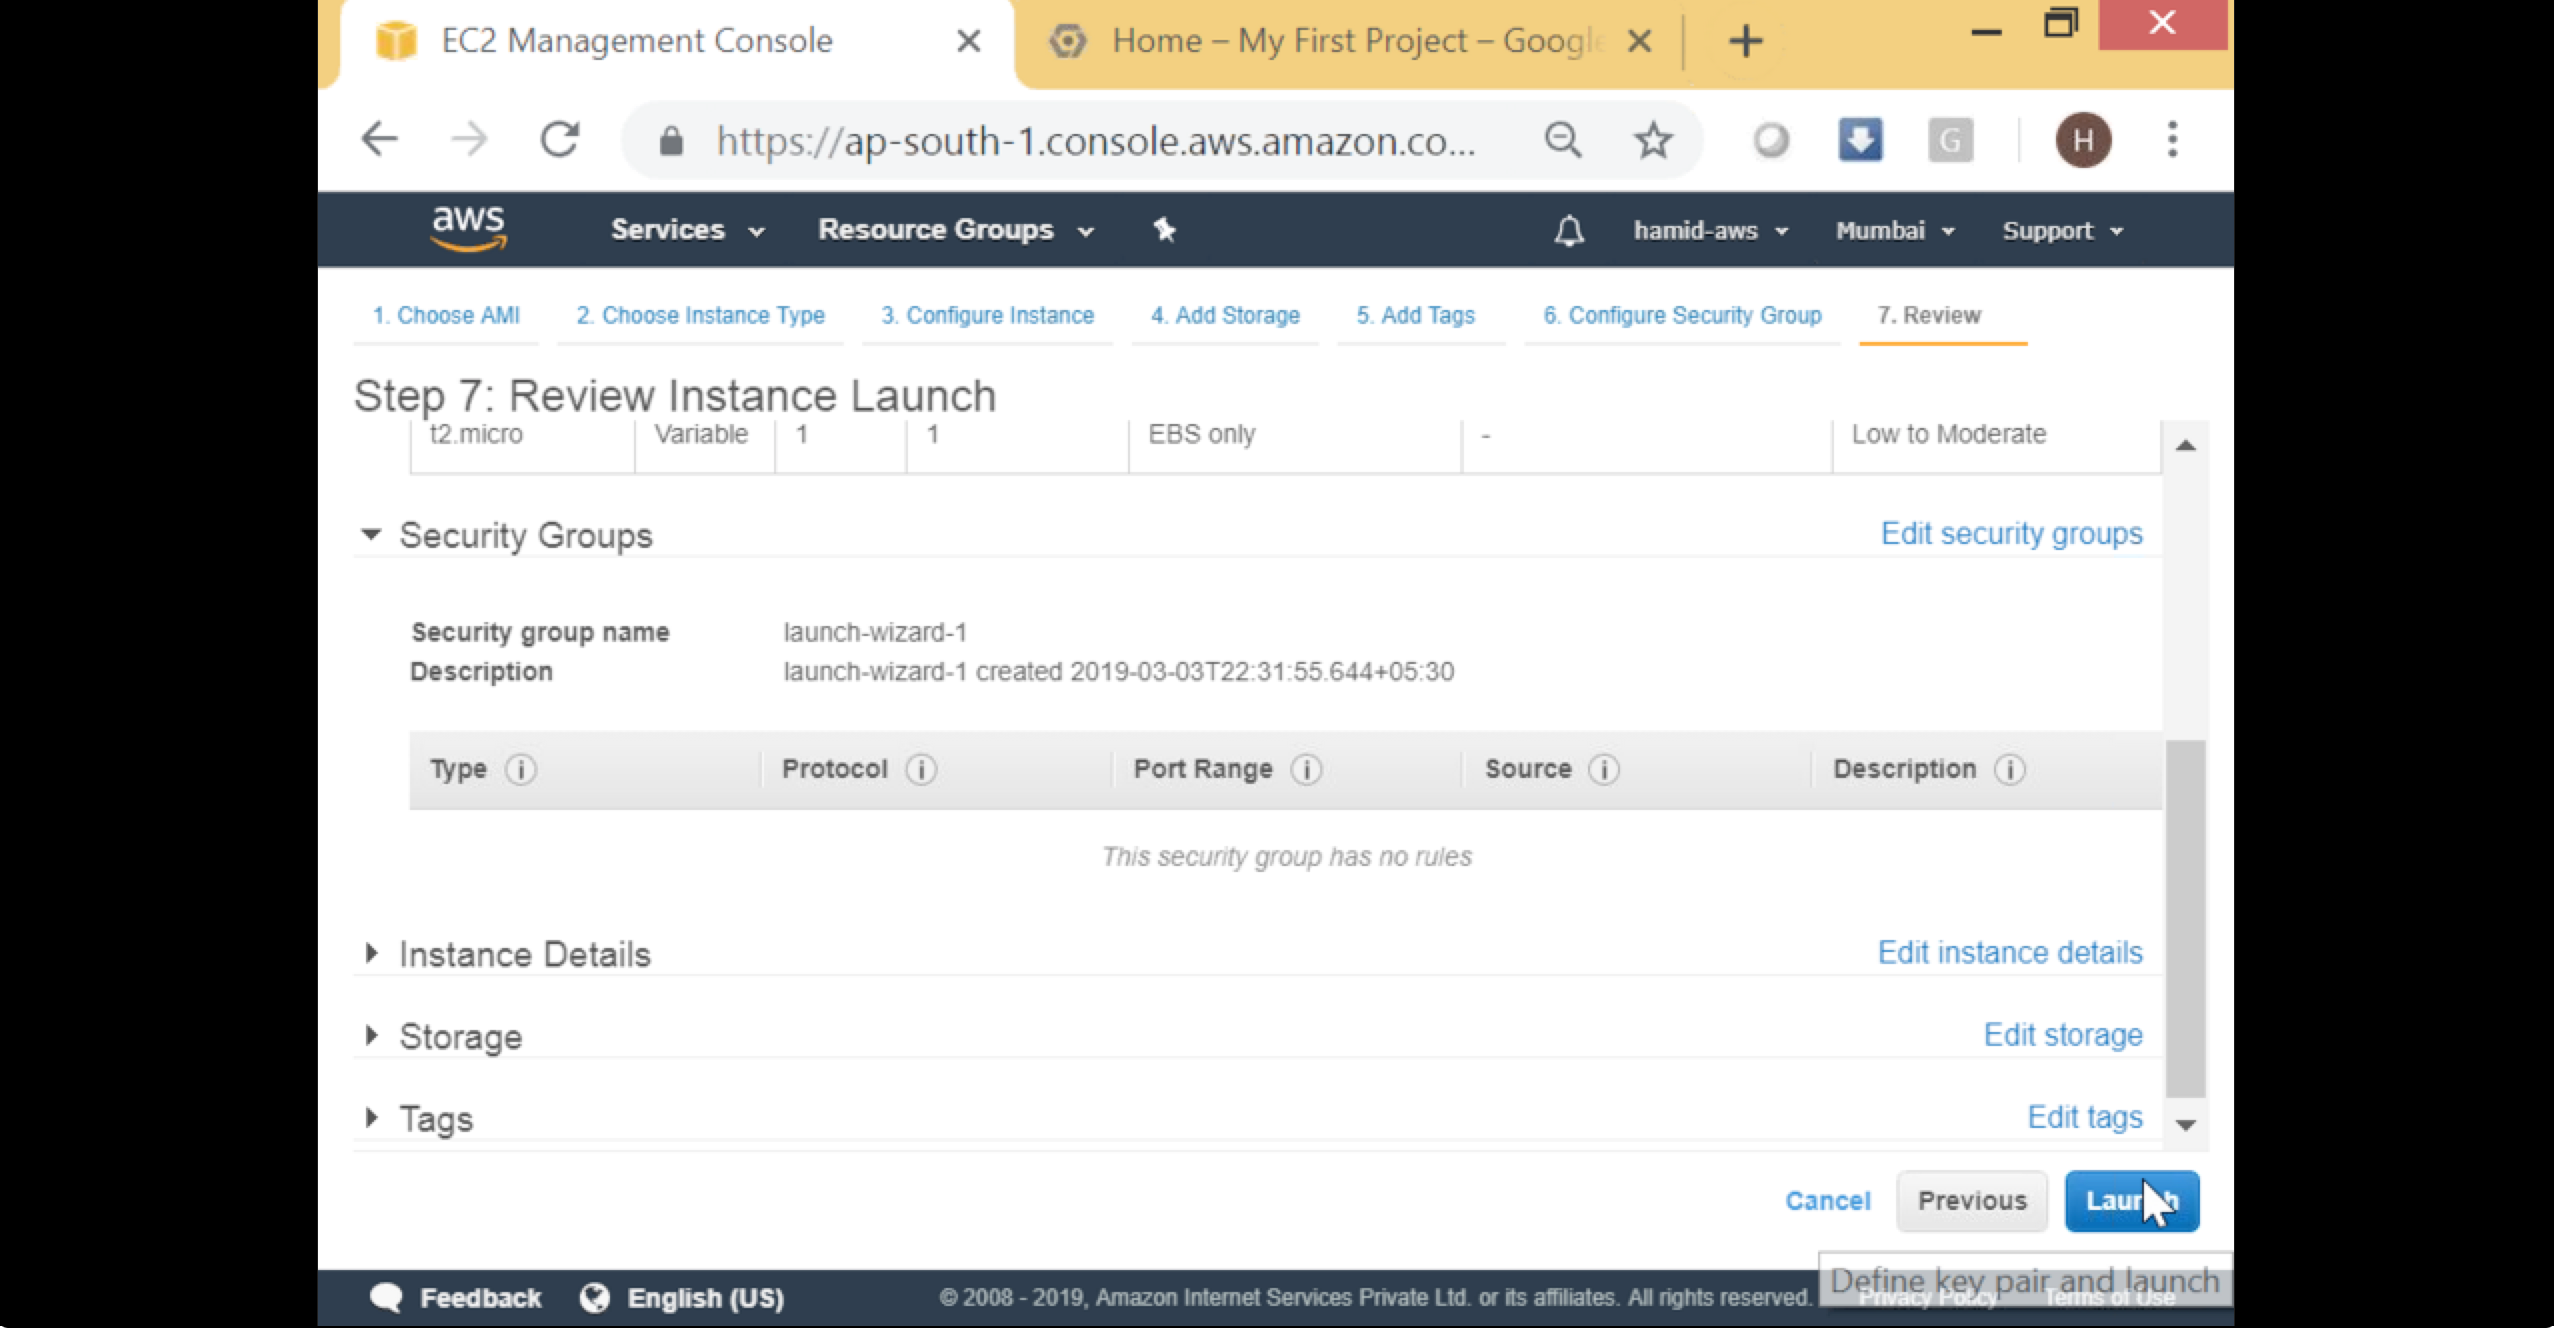 EC2 Management Console
Home – My First Project – Google
https://ap-south-1.console.aws.amazon.co...
G
H
aws
Services
Resource Groups
hamid-aws
Mumbai
Support
1. Choose AMI
2. Choose Instance Type
3. Configure Instance
4. Add Storage
5. Add Tags
6. Configure Security Group
7. Review
Step 7: Review Instance Launch
t2.micro Variable 1 1 EBS only - Low to Moderate
Security Groups
Edit security groups
Security group name launch-wizard-1
Description launch-wizard-1 created 2019-03-03T22:31:55.644+05:30
Type i Protocol i Port Range i Source i Description i
This security group has no rules
Instance Details
Edit instance details
Storage
Edit storage
Tags
Edit tags
Cancel
Previous
Launch
Define key pair and launch
Feedback
English (US)
© 2008 - 2019, Amazon Internet Services Private Ltd. or its affiliates. All rights reserved.
Privacy Policy
Terms of Use